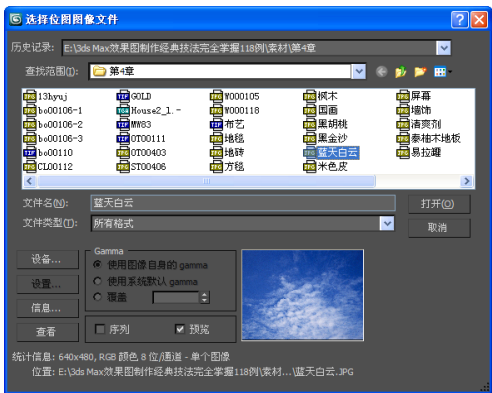 选择位图图像文件
历史记录: E:\3ds Max效果图制作经典技法完全掌握118例\素材\第4章
查找范围(I): 第4章
13hyuj GOLD W000105 枫木 屏幕
bo00106-1 House2_1.- W000118 国画 墙饰
bo00106-2 MW83 布艺 黑胡桃 清爽剂
bo00106-3 OT00111 地毯 黑金沙 泰柚木地板
bo00110 OT00403 地砖 蓝天白云 易拉罐
CL00112 ST00406 方毯 米色皮
文件名(N): 蓝天白云 打开(O)
文件类型(T): 所有格式 取消
设备... Gamma
使用图像自身的 gamma
设置... 使用系统默认 gamma
覆盖
信息...
查看 序列 预览
统计信息: 640x480, RGB 颜色 8 位/通道 - 单个图像
位置: E:\3ds Max效果图制作经典技法完全掌握118例\素材...\蓝天白云.JPG